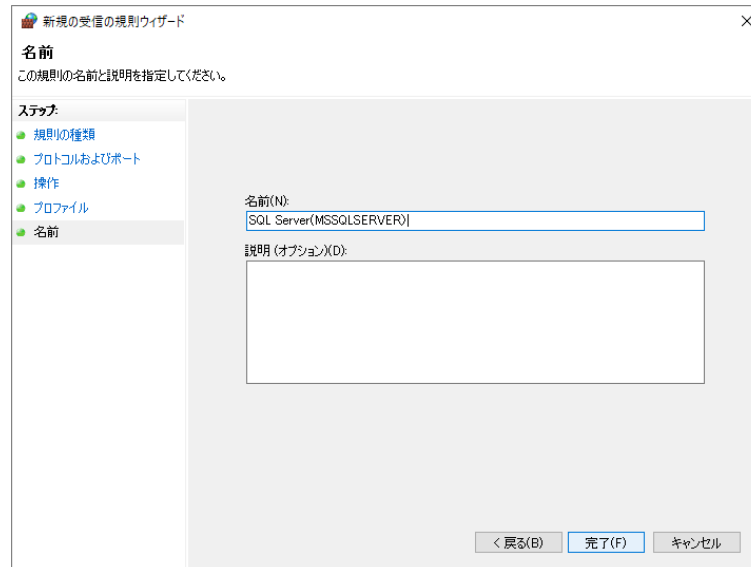 新規の受信の規則ウィザード
名前
この規則の名前と説明を指定してください。
ステップ:
規則の種類
プロトコルおよびポート
操作
プロファイル
名前
名前(N):
SQL Server(MSSQLSERVER)
説明 (オプション)(D):
< 戻る(B)
完了(F)
キャンセル